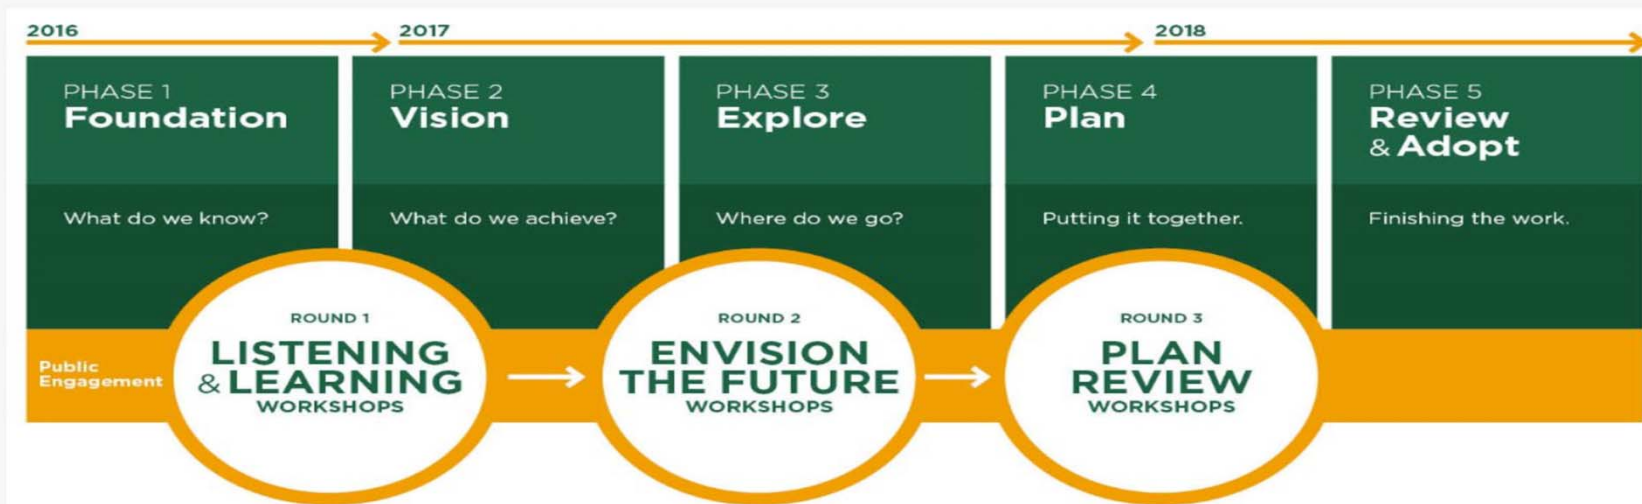 2016
2017
2018
PHASE 1
Foundation
What do we know?
PHASE 2
Vision
What do we achieve?
PHASE 3
Explore
Where do we go?
PHASE 4
Plan
Putting it together.
PHASE 5
Review
& Adopt
Finishing the work.
Public
Engagement
ROUND 1
LISTENING
& LEARNING
WORKSHOPS
ROUND 2
ENVISION
THE FUTURE
WORKSHOPS
ROUND 3
PLAN
REVIEW
WORKSHOPS